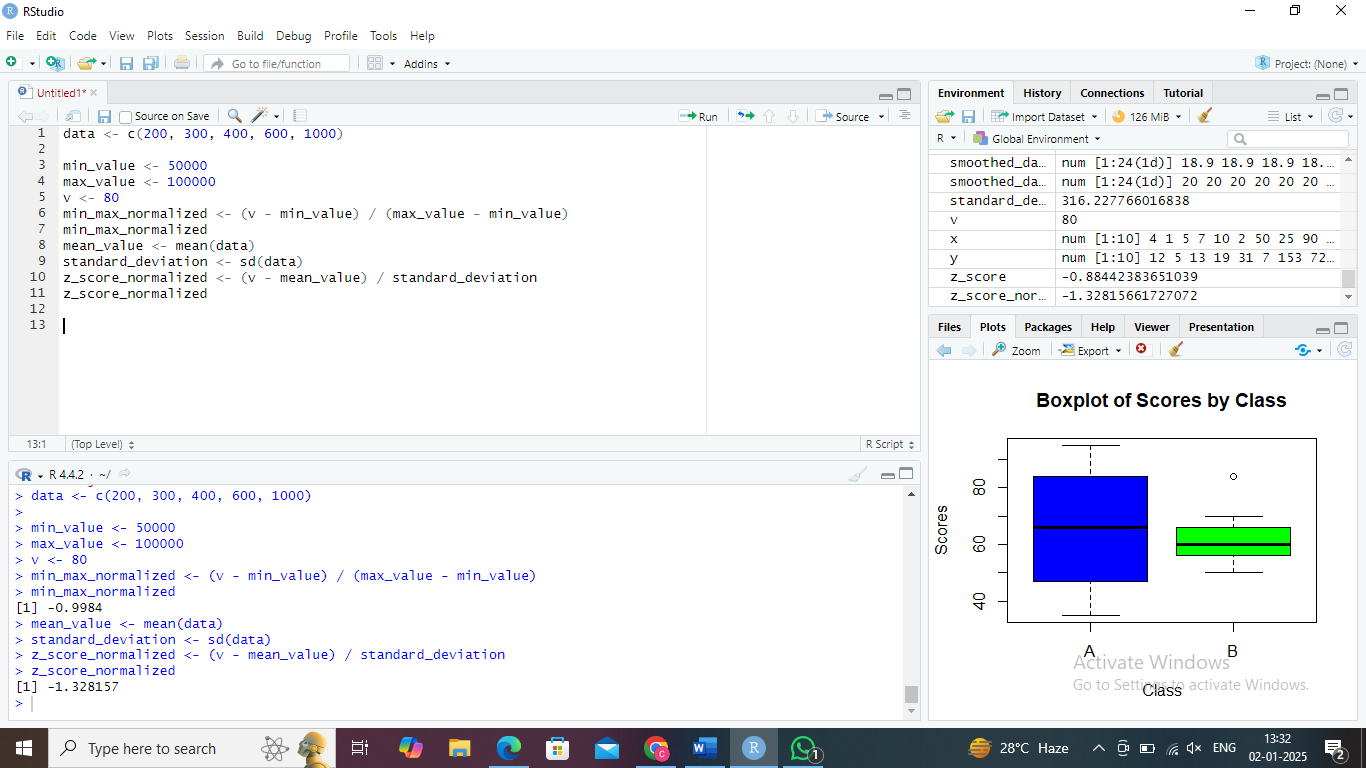 RStudio
File Edit Code View Plots Session Build Debug Profile Tools Help
Go to file/function Addins Project: (None)
Untitled1*
Source on Save Run Source
1 data <- c(200, 300, 400, 600, 1000)
2
3 min_value <- 50000
4 max_value <- 100000
5 v <- 80
6 min_max_normalized <- (v - min_value) / (max_value - min_value)
7 min_max_normalized
8 mean_value <- mean(data)
9 standard_deviation <- sd(data)
10 z_score_normalized <- (v - mean_value) / standard_deviation
11 z_score_normalized
12
13
13:1 (Top Level) R Script
R 4.4.2 · ~/
> data <- c(200, 300, 400, 600, 1000)
>
> min_value <- 50000
> max_value <- 100000
> v <- 80
> min_max_normalized <- (v - min_value) / (max_value - min_value)
> min_max_normalized
[1] -0.9984
> mean_value <- mean(data)
> standard_deviation <- sd(data)
> z_score_normalized <- (v - mean_value) / standard_deviation
> z_score_normalized
[1] -1.328157
>
Environment History Connections Tutorial
Import Dataset 126 MiB List
R Global Environment
smoothed_da… num [1:24(1d)] 18.9 18.9 18.9 18.…
smoothed_da… num [1:24(1d)] 20 20 20 20 20 20 …
standard_de… 316.227766016838
v 80
x num [1:10] 4 1 5 7 10 2 50 25 90 …
y num [1:10] 12 5 13 19 31 7 153 72…
z_score -0.88442383651039
z_score_nor… -1.32815661727072
Files Plots Packages Help Viewer Presentation
Zoom Export
Boxplot of Scores by Class
Scores
80
60
40
A B
Class
Activate Windows
Go to Settings to activate Windows.
Type here to search
28°C Haze ENG 13:32
02-01-2025
1
2